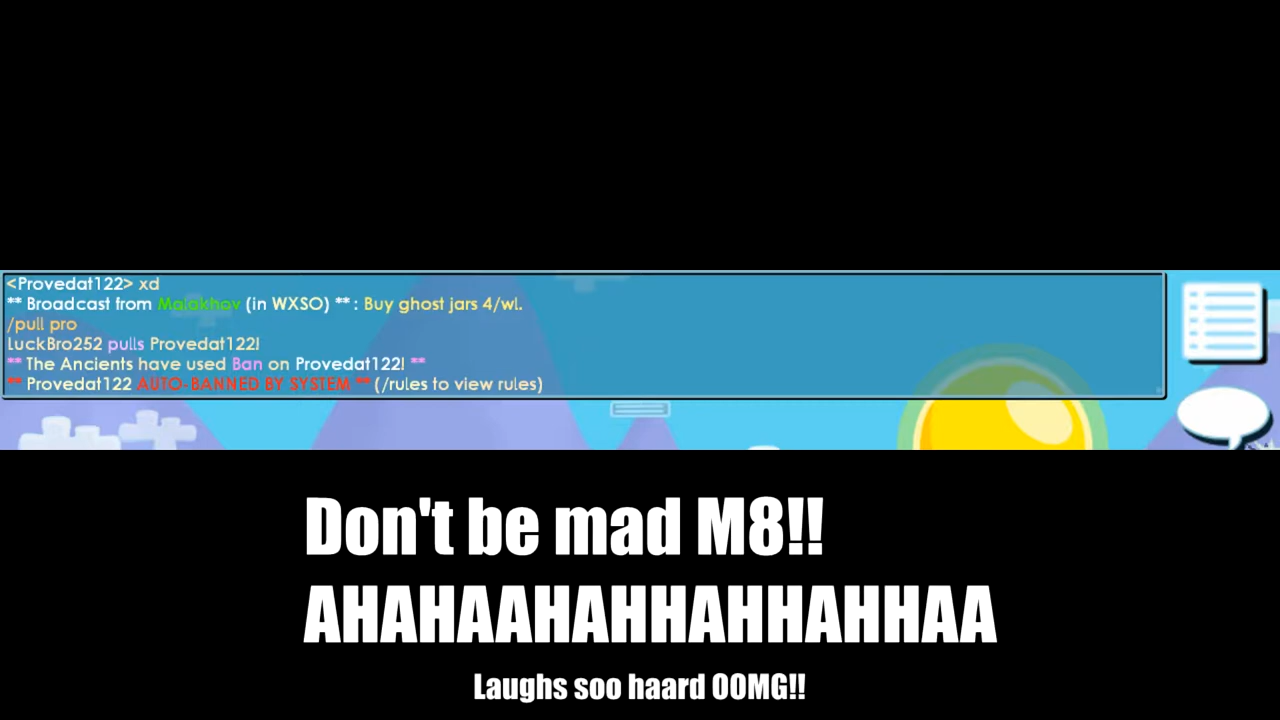 <Provedat122> xd
** Broadcast from Malakhov (in WXSO) ** : Buy ghost jars 4/wl.
/pull pro
LuckBro252 pulls Provedat122!
** The Ancients have used Ban on Provedat122! **
** Provedat122 AUTO-BANNED BY SYSTEM ** (/rules to view rules)
Don't be mad M8!!
AHAHAAHAHHAHHAHHAA
Laughs soo haard OOMG!!